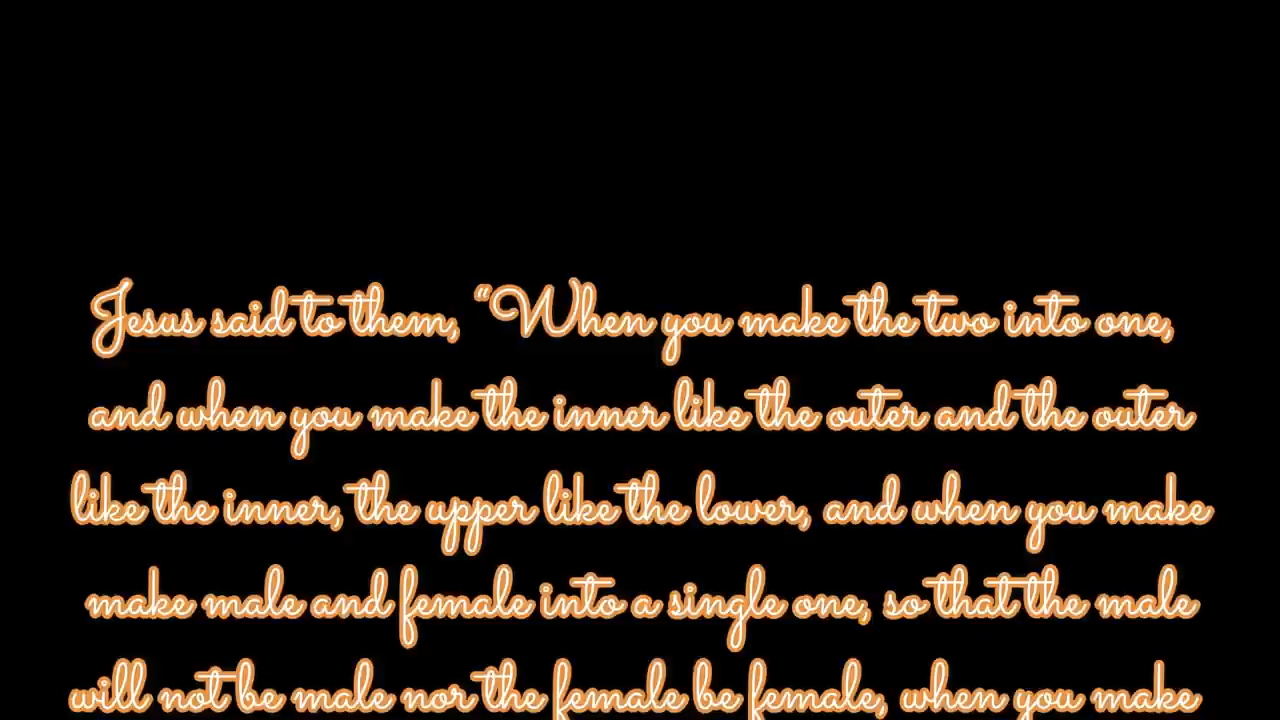 Jesus said to them, "When you make the two into one,
and when you make the inner like the outer and the outer
like the inner, the upper like the lower, and when you make
make male and female into a single one, so that the male
will not be male nor the female be female, when you make